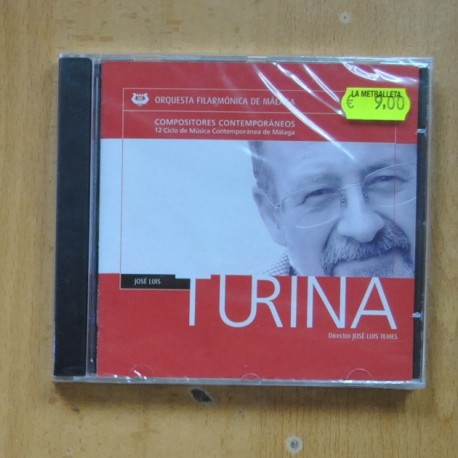 ORQUESTA FILARMÓNICA DE MÁLAGA
COMPOSITORES CONTEMPORÁNEOS
12 Ciclo de Música Contemporánea de Málaga
LA METRALLETA
€ 9,00
JOSÉ LUIS
TURINA
Director JOSÉ LUIS TEMES